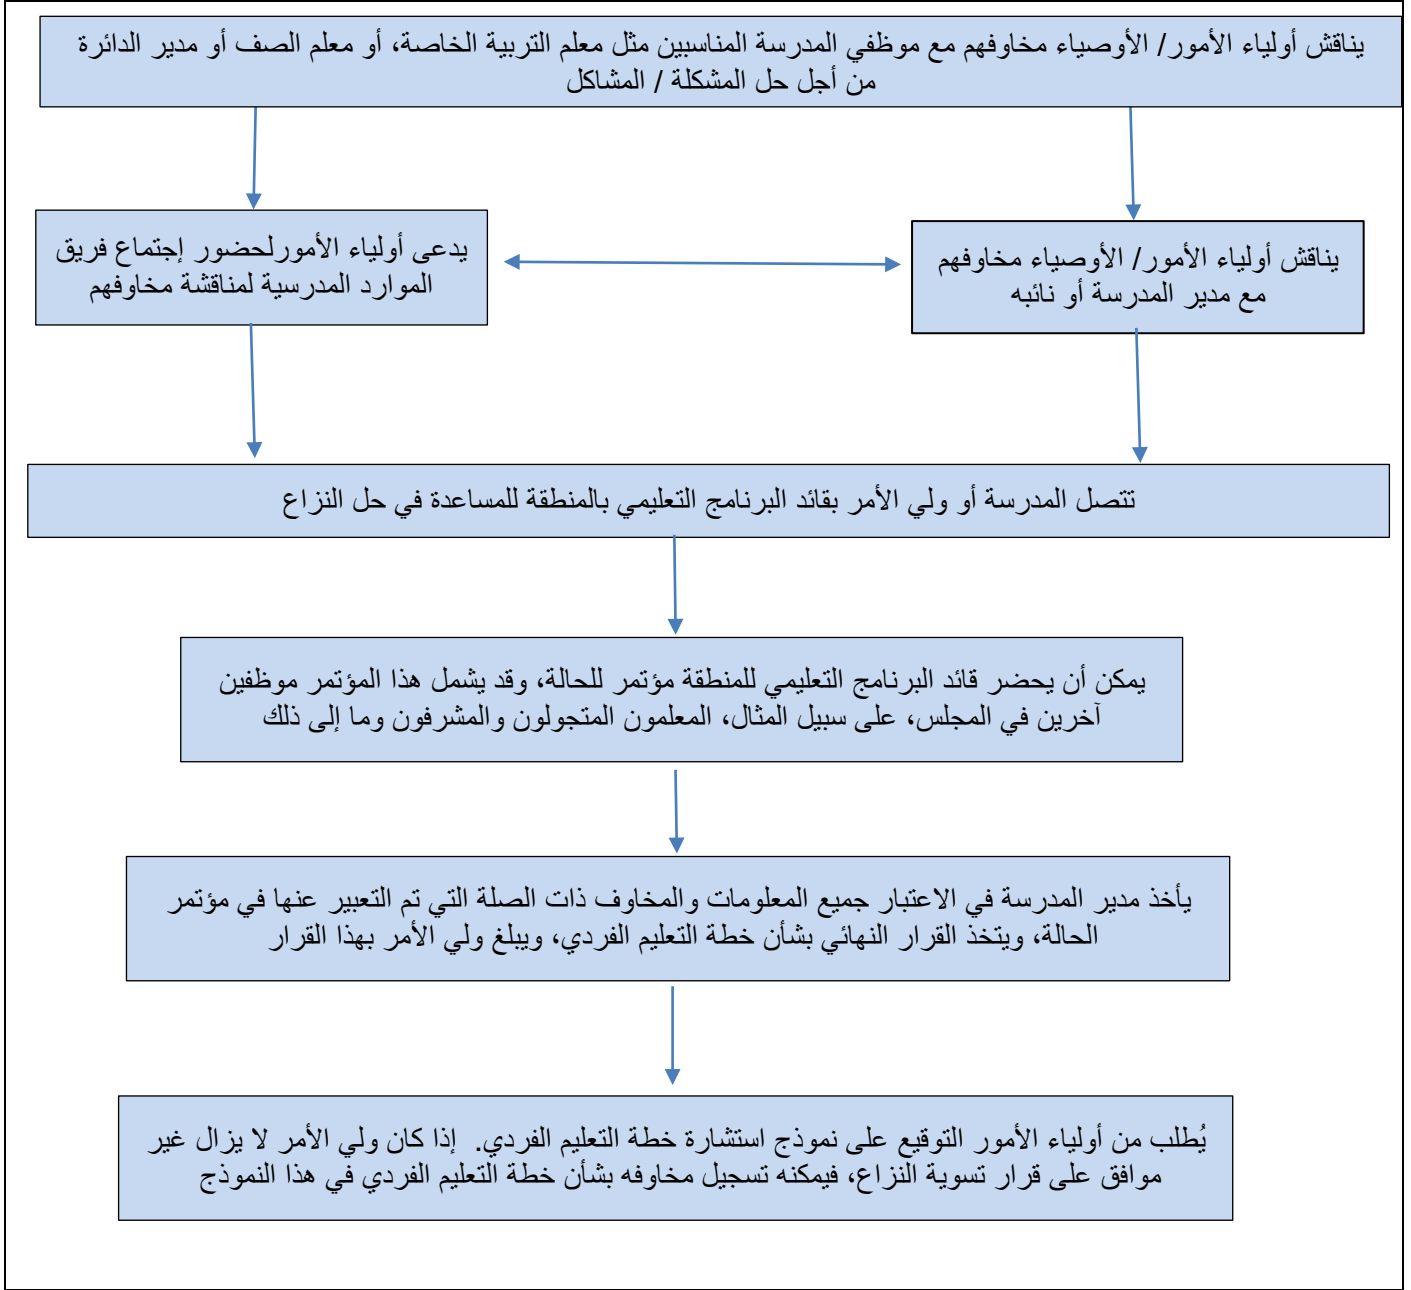 يناقش أولياء الأمور/ الأوصياء مخاوفهم مع موظفي المدرسة المناسبين مثل معلم التربية الخاصة، أو معلم الصف أو مدير الدائرة
من أجل حل المشكلة / المشاكل
يناقش أولياء الأمور/ الأوصياء مخاوفهم
مع مدير المدرسة أو نائبه
يدعى أولياء الأمورلحضور إجتماع فريق
الموارد المدرسية لمناقشة مخاوفهم
تتصل المدرسة أو ولي الأمر بقائد البرنامج التعليمي بالمنطقة للمساعدة في حل النزاع
يمكن أن يحضر قائد البرنامج التعليمي للمنطقة مؤتمر للحالة، وقد يشمل هذا المؤتمر موظفين
آخرين في المجلس، على سبيل المثال، المعلمون المتجولون والمشرفون وما إلى ذلك
يأخذ مدير المدرسة في الاعتبار جميع المعلومات والمخاوف ذات الصلة التي تم التعبير عنها في مؤتمر
الحالة، ويتخذ القرار النهائي بشأن خطة التعليم الفردي، ويبلغ ولي الأمر بهذا القرار
يُطلب من أولياء الأمور التوقيع على نموذج استشارة خطة التعليم الفردي. إذا كان ولي الأمر لا يزال غير
موافق على قرار تسوية النزاع، فيمكنه تسجيل مخاوفه بشأن خطة التعليم الفردي في هذا النموذج